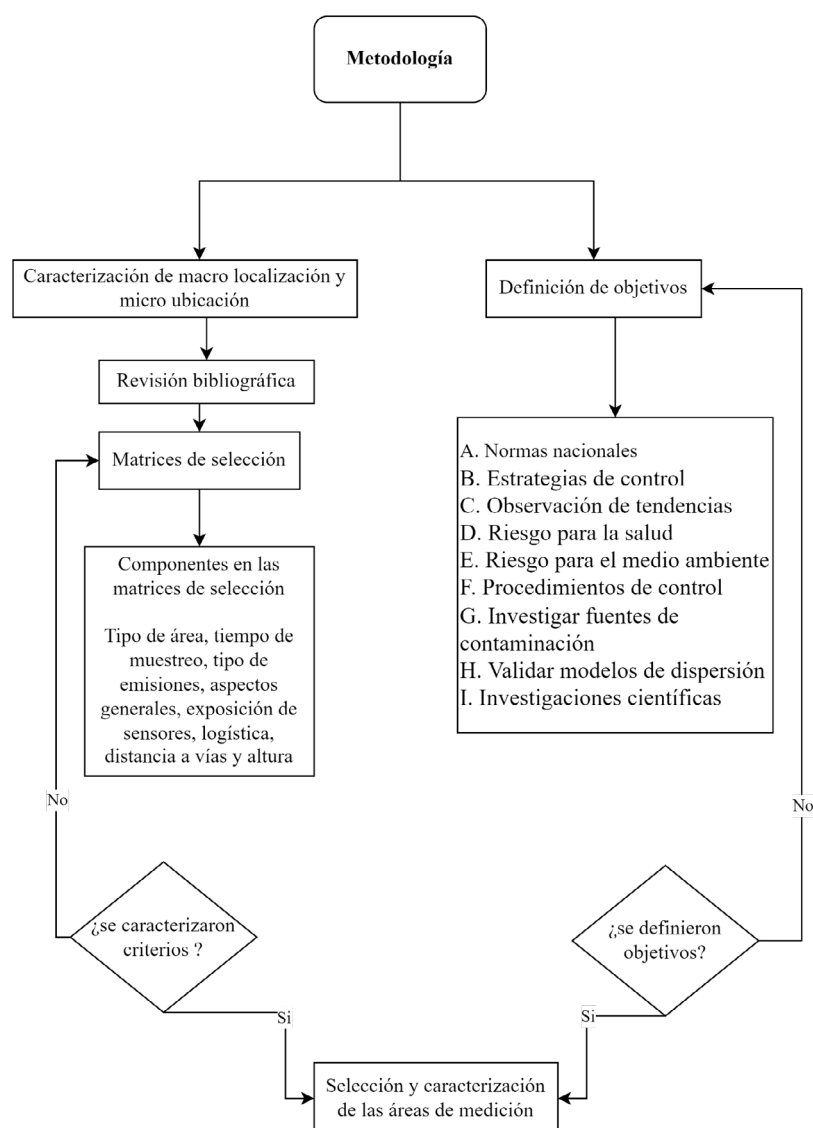 Metodología
Caracterización de macro localización y
micro ubicación
Revisión bibliográfica
Matrices de selección
Componentes en las
matrices de selección
Tipo de área, tiempo de
muestreo, tipo de
emisiones, aspectos
generales, exposición de
sensores, logística,
distancia a vías y altura
No
¿se caracterizaron
criterios ?
Si
Definición de objetivos
A. Normas nacionales
B. Estrategias de control
C. Observación de tendencias
D. Riesgo para la salud
E. Riesgo para el medio ambiente
F. Procedimientos de control
G. Investigar fuentes de
contaminación
H. Validar modelos de dispersión
I. Investigaciones científicas
No
¿se definieron
objetivos?
Si
Selección y caracterización
de las áreas de medición